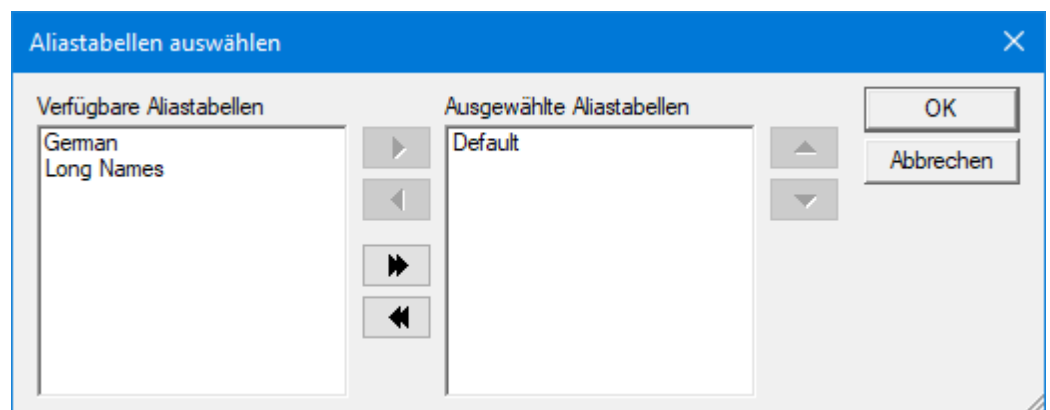 Aliastabellen auswählen
Verfügbare Aliastabellen
German
Long Names
Ausgewählte Aliastabellen
Default
OK
Abbrechen